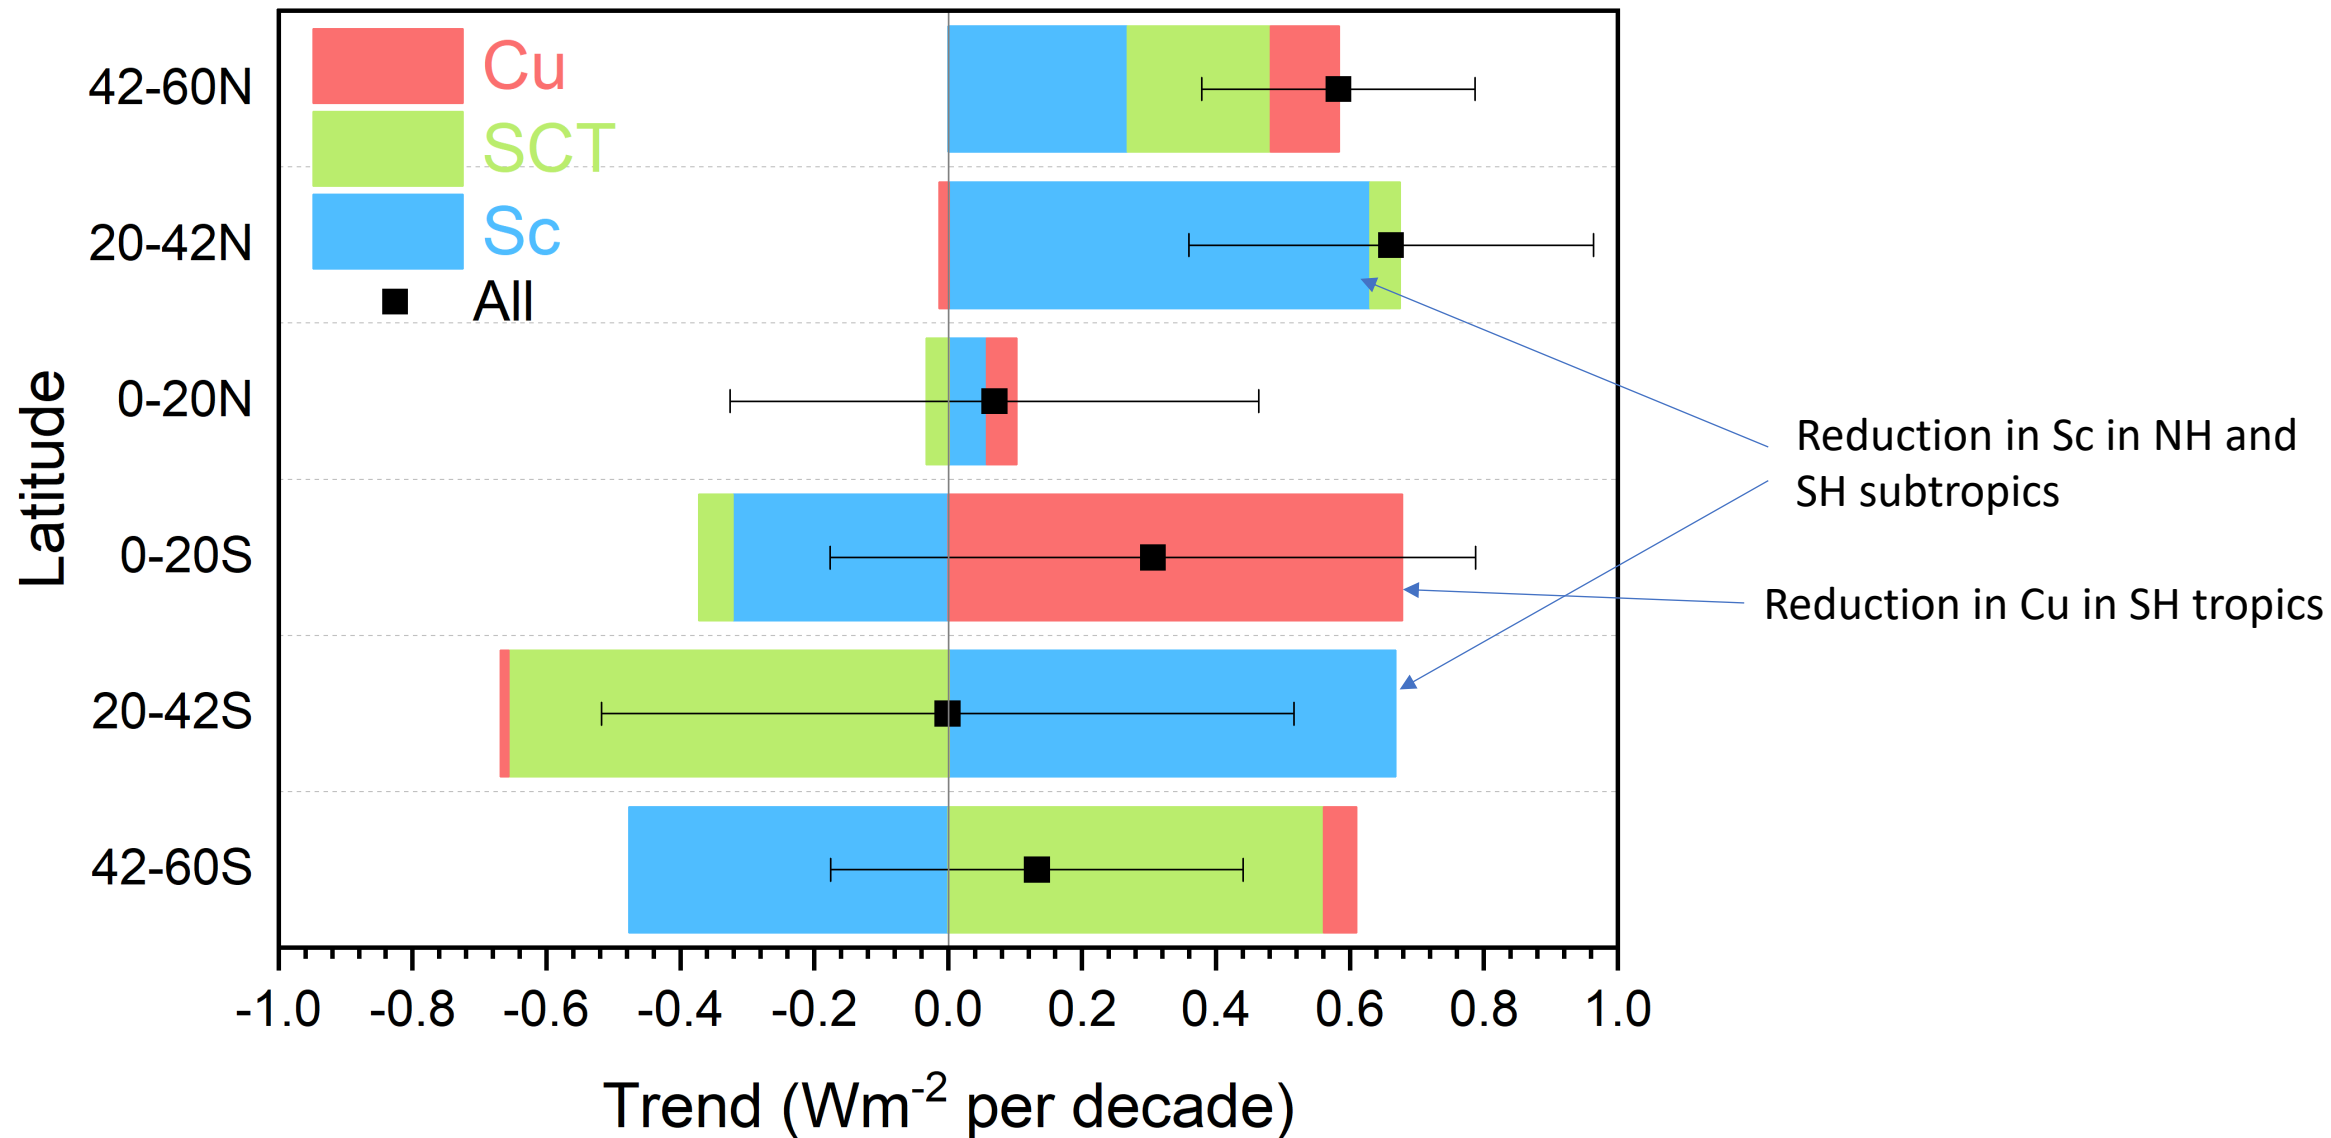 Cu
SCT
Sc
All
42-60N
20-42N
0-20N
0-20S
20-42S
42-60S
Latitude
-1.0 -0.8 -0.6 -0.4 -0.2 0.0 0.2 0.4 0.6 0.8 1.0
Trend (Wm⁻² per decade)
Reduction in Sc in NH and
SH subtropics
Reduction in Cu in SH tropics